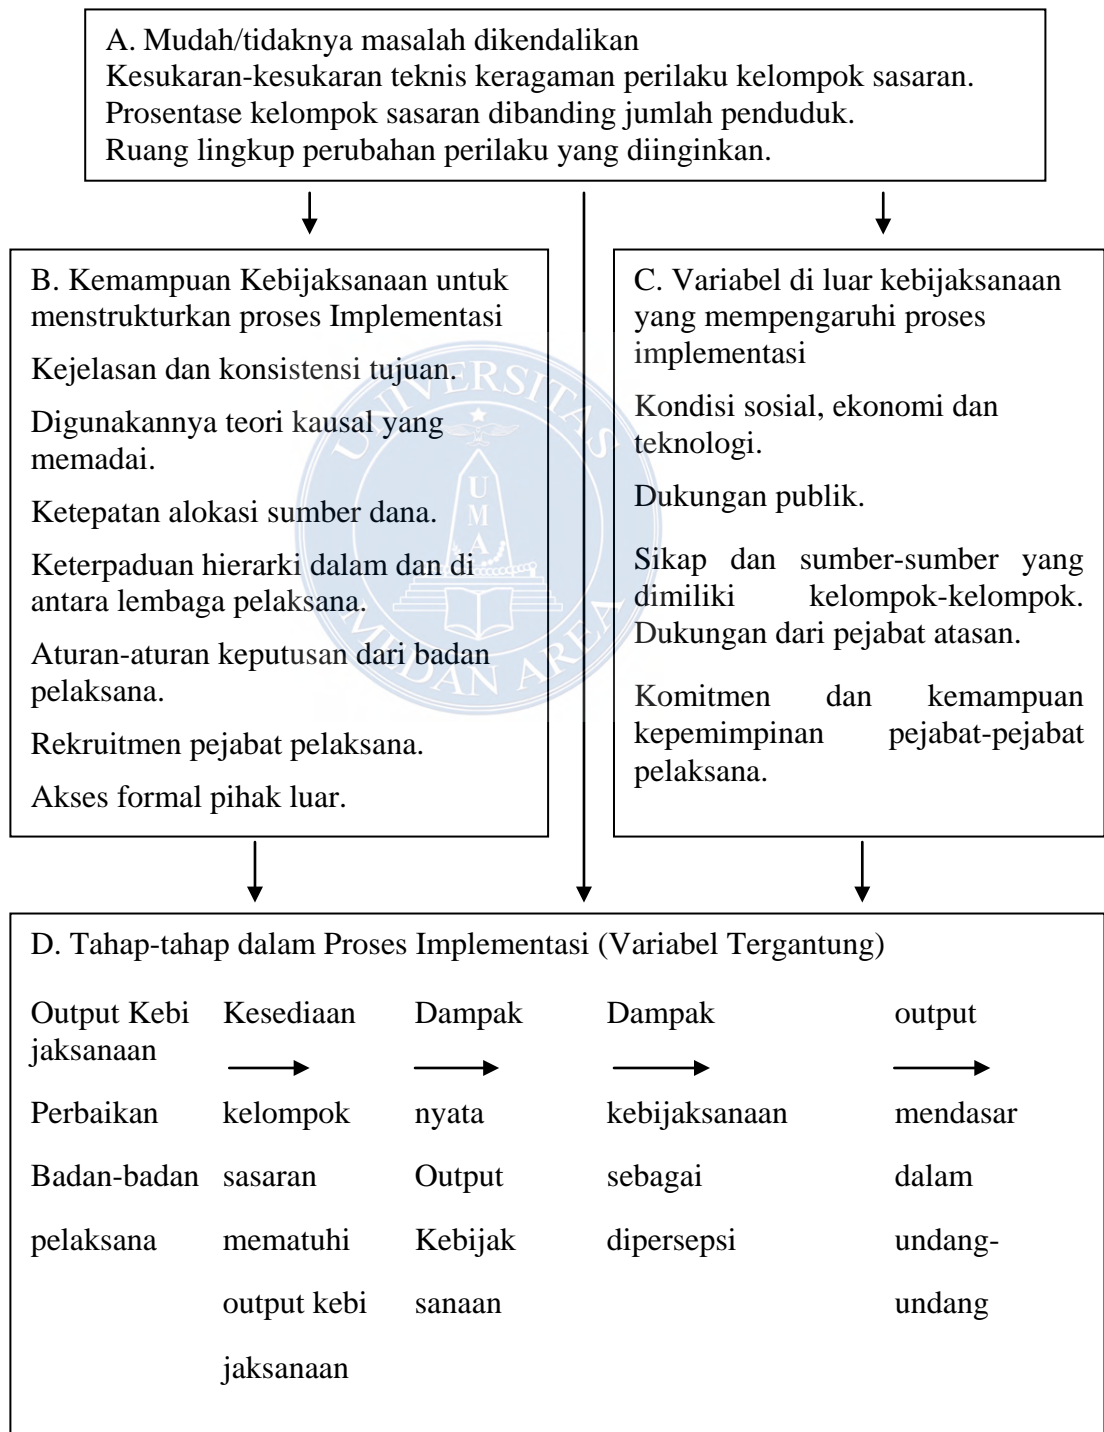 A. Mudah/tidaknya masalah dikendalikan
Kesukaran-kesukaran teknis keragaman perilaku kelompok sasaran.
Prosentase kelompok sasaran dibanding jumlah penduduk.
Ruang lingkup perubahan perilaku yang diinginkan.
B. Kemampuan Kebijaksanaan untuk
menstrukturkan proses Implementasi
Kejelasan dan konsistensi tujuan.
Digunakannya teori kausal yang
memadai.
Ketepatan alokasi sumber dana.
Keterpaduan hierarki dalam dan di
antara lembaga pelaksana.
Aturan-aturan keputusan dari badan
pelaksana.
Rekruitmen pejabat pelaksana.
Akses formal pihak luar.
C. Variabel di luar kebijaksanaan
yang mempengaruhi proses
implementasi
Kondisi sosial, ekonomi dan
teknologi.
Dukungan publik.
Sikap dan sumber-sumber yang
dimiliki kelompok-kelompok.
Dukungan dari pejabat atasan.
Komitmen dan kemampuan
kepemimpinan pejabat-pejabat
pelaksana.
UNIVERSITAS
MEDAN AREA
U
M
A
D. Tahap-tahap dalam Proses Implementasi (Variabel Tergantung)
Output Kebi
jaksanaan
Perbaikan
Badan-badan
pelaksana
Kesediaan
kelompok
sasaran
mematuhi
output kebi
jaksanaan
Dampak
nyata
Output
Kebijak
sanaan
Dampak
kebijaksanaan
sebagai
dipersepsi
output
mendasar
dalam
undang-
undang